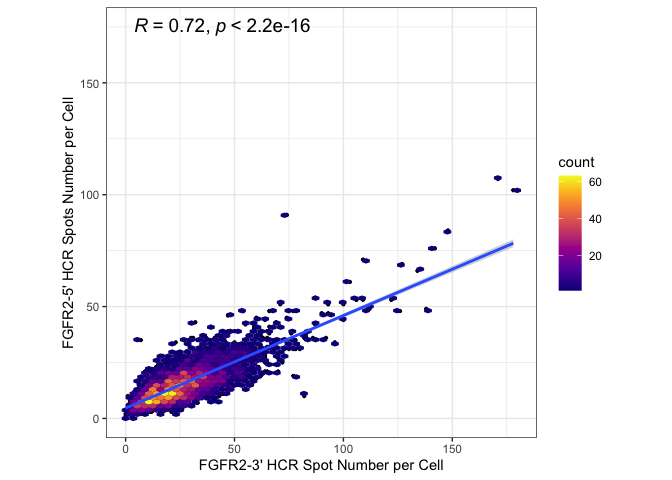 R = 0.72, p < 2.2e-16
FGFR2-5' HCR Spots Number per Cell
150
100
50
0
0 50 100 150
FGFR2-3' HCR Spot Number per Cell
count
60
40
20